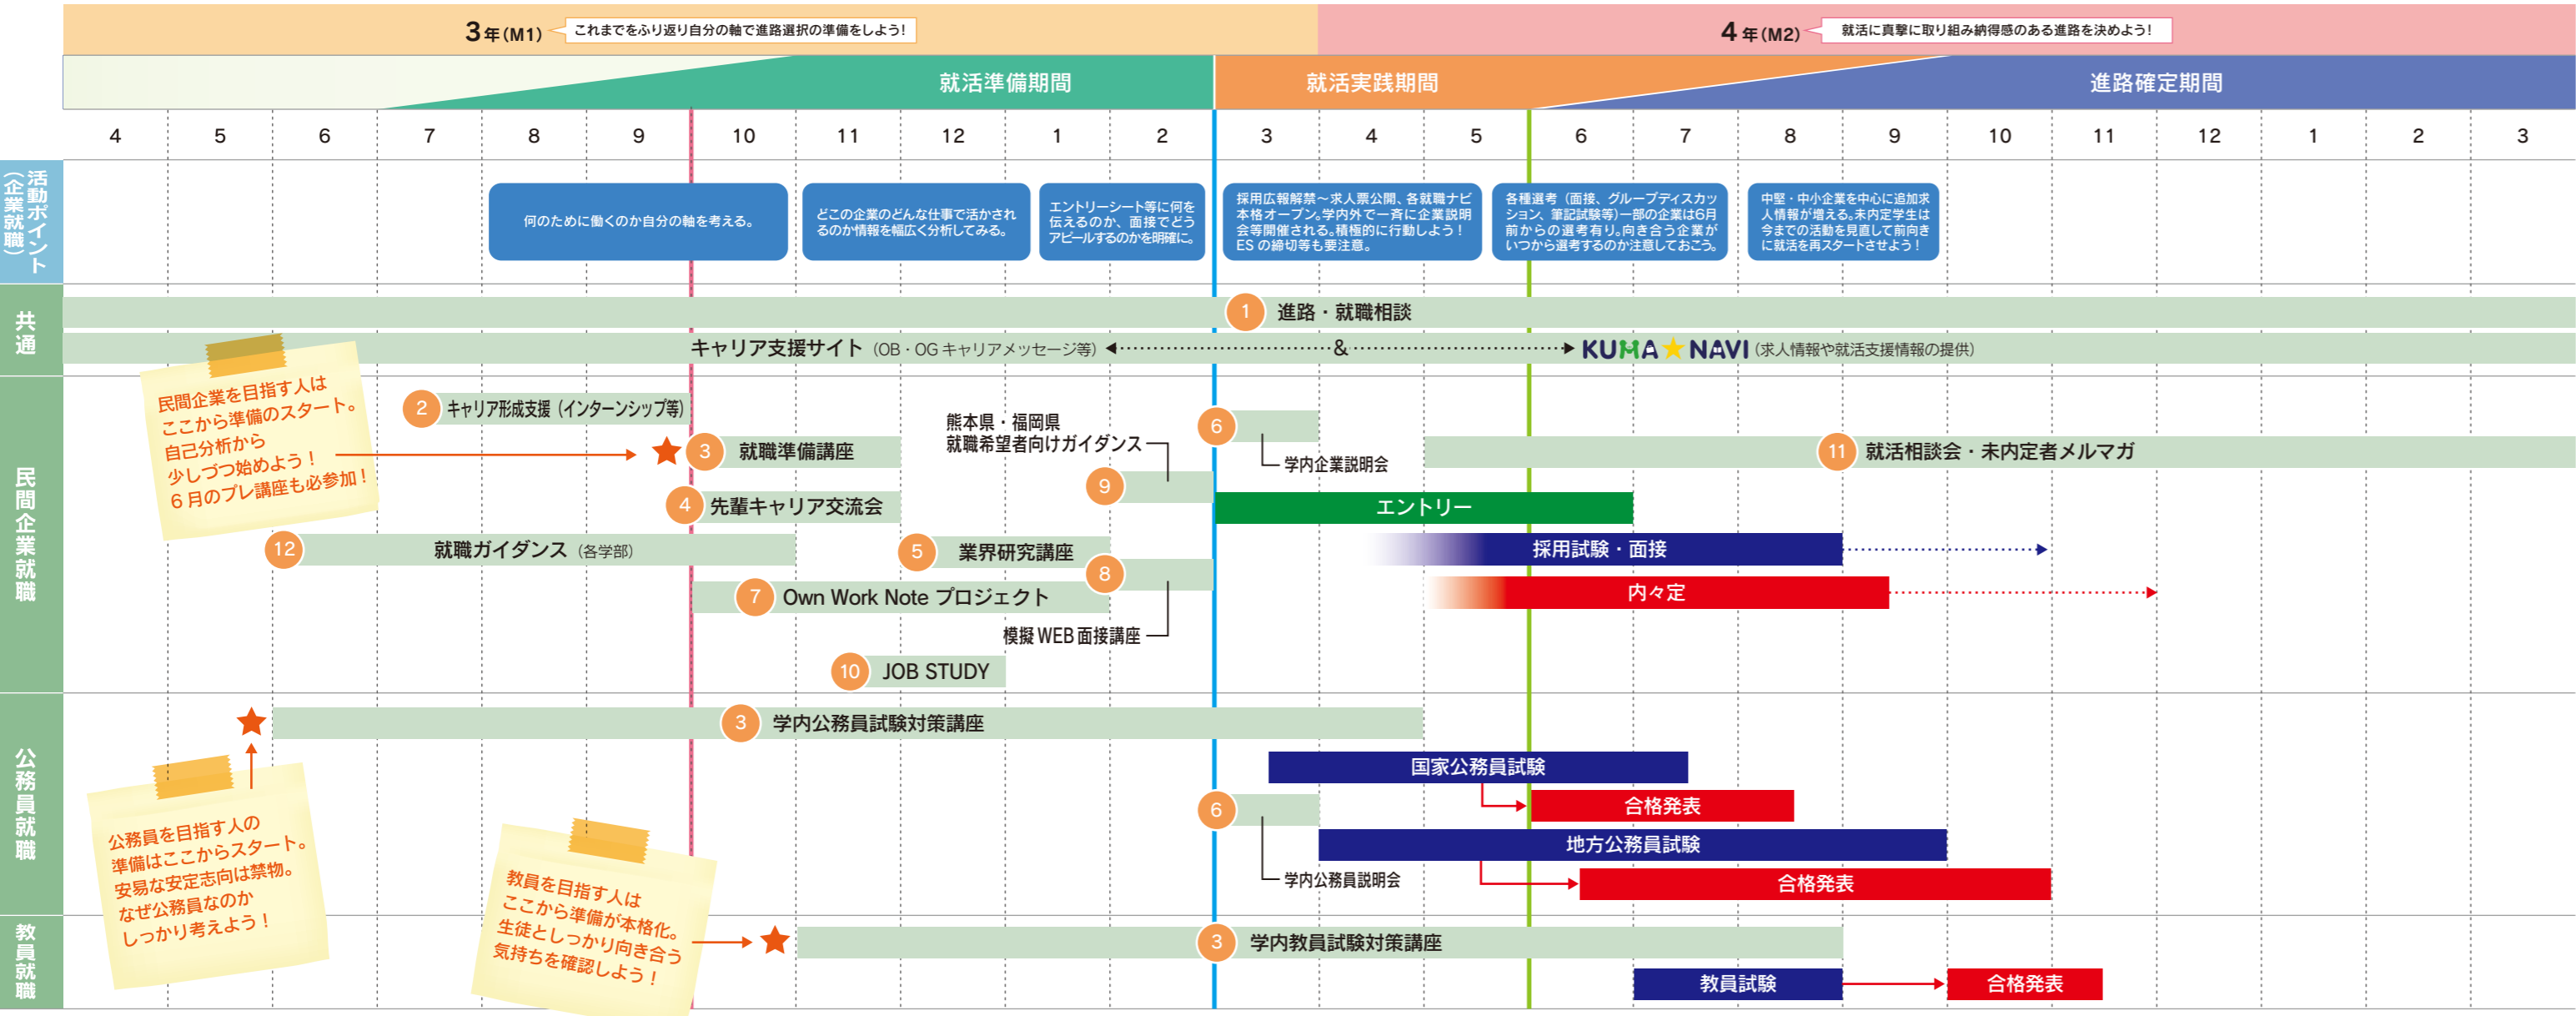 3年(M1)
これまでをふり返り自分の軸で進路選択の準備をしよう!
4年(M2)
就活に真摯に取り組み納得感のある進路を決めよう!
就活準備期間
就活実践期間
進路確定期間
4 5 6 7 8 9 10 11 12 1 2 3 4 5 6 7 8 9 10 11 12 1 2 3
活動ポイント
(企業就職)
何のために働くのか自分の軸を考える。
どこの企業のどんな仕事で活かされ
るのか情報を幅広く分析してみる。
エントリーシート等に何を
伝えるのか、面接でどう
アピールするのかを明確に。
採用広報解禁~求人票公開、各就職ナビ
本格オープン。学内外で一斉に企業説明
会等開催される。積極的に行動しよう!
ESの締切等も要注意。
各種選考(面接、グループディスカッ
ション、筆記試験等)一部の企業は6月
前からの選考有り。向き合う企業が
いつから選考するのか注意しておこう。
中堅・中小企業を中心に追加求
人情報が増える。未内定学生は
今までの活動を見直して前向き
に就活を再スタートさせよう!
共通
1 進路・就職相談
キャリア支援サイト(OB・OGキャリアメッセージ等)
&
KUMA★NAVI(求人情報や就活支援情報の提供)
民間企業就職
民間企業を目指す人は
ここから準備のスタート。
自己分析から
少しづつ始めよう!
6月のプレ講座も必参加!
2 キャリア形成支援(インターンシップ等)
★ 3 就職準備講座
4 先輩キャリア交流会
12 就職ガイダンス(各学部)
熊本県・福岡県
就職希望者向けガイダンス
9
5 業界研究講座
8
7 Own Work Note プロジェクト
模擬WEB面接講座
10 JOB STUDY
6
学内企業説明会
11 就活相談会・未内定者メルマガ
エントリー
採用試験・面接
内々定
公務員就職
★
3 学内公務員試験対策講座
公務員を目指す人の
準備はここからスタート。
安易な安定志向は禁物。
なぜ公務員なのか
しっかり考えよう!
国家公務員試験
6
合格発表
地方公務員試験
学内公務員説明会
合格発表
教員就職
教員を目指す人は
ここから準備が本格化。
生徒としっかり向き合う
気持ちを確認しよう!
★
3 学内教員試験対策講座
教員試験
合格発表